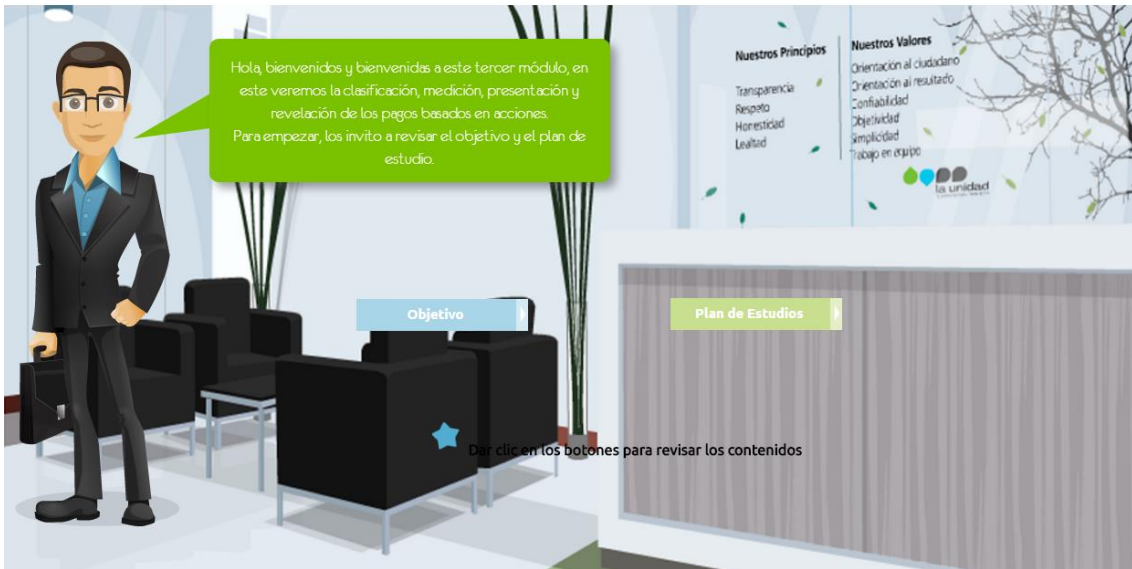 Hola, bienvenidos y bienvenidas a este tercer módulo, en
este veremos la clasificación, medición, presentación y
revelación de los pagos basados en acciones.
Para empezar, los invito a revisar el objetivo y el plan de
estudio.
Nuestros Principios
Transparencia
Respeto
Honestidad
Lealtad
Nuestros Valores
Orientación al ciudadano
Orientación al resultado
Confiabilidad
Objetividad
Simplicidad
Trabajo en equipo
la unidad
Objetivo
Plan de Estudios
Dar clic en los botones para revisar los contenidos